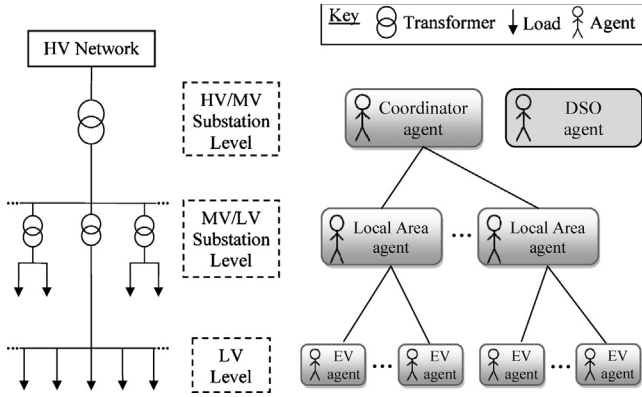 Key
Transformer
Load
Agent
HV Network
HV/MV
Substation
Level
Coordinator
agent
DSO
agent
MV/LV
Substation
Level
Local Area
agent
...
Local Area
agent
LV
Level
EV
agent
...
EV
agent
EV
agent
...
EV
agent